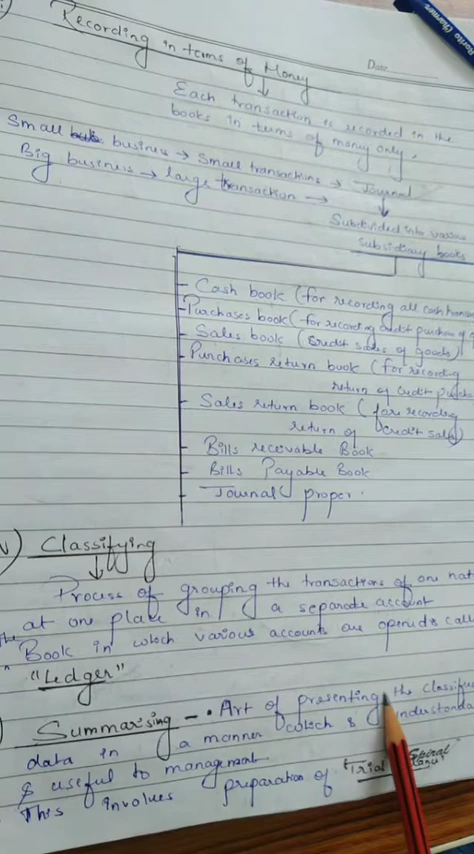 Rorito Charmer
Date
Recording in terms of Money
Each transaction is recorded in the
books in terms of money only.
Small business → Small transactions → Journal
Big business → large transaction →
Subdivided into various
subsidiary books
- Cash book (for recording all cash
- Purchases book (for recording credit purchase of
- Sales book (Credit sales of goods)
- Purchases return book (for recording
return of credit
- Sales return book (for recording
return of credit sales)
- Bills receivable Book
- Bills Payable Book
- Journal proper.
Classifying
Process of grouping the transactions of one
at one place in a separate account
The Book in which various accounts are opened is
"Ledger"
Summarising - • Art of presenting the
data in a manner which is
& useful to management
This involves preparation of "Trial
Spiral